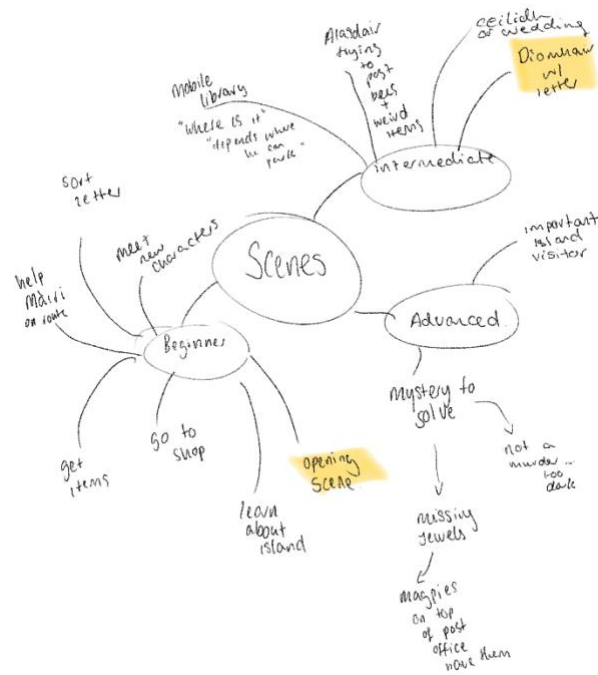 Scenes
Intermediate
Mobile
library
"where is it"
"depends where
he can
park"
Alasdair
trying
to
post
bees
+
weird
items
ceilidh
or wedding
w/
letter
Advanced.
important
island
visitor
mystery to
solve
not a
murder...
too
dark
missing
jewels
magpies
on top
of post
office
have them
Beginner
meet
new
characters
sort
letter
help
Màiri
on route
get
items
go to
shop
learn
about
island
opening
scene